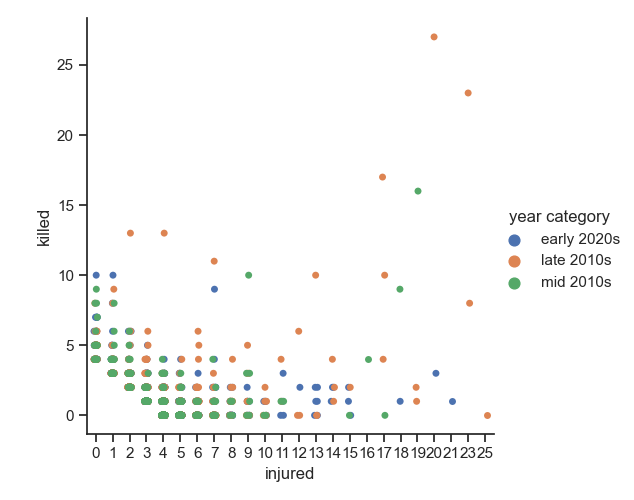 killed
25
20
15
10
5
0
0 1 2 3 4 5 6 7 8 9 10 11 12 13 14 15 16 17 18 19 20 21 23 25
injured
year category
early 2020s
late 2010s
mid 2010s